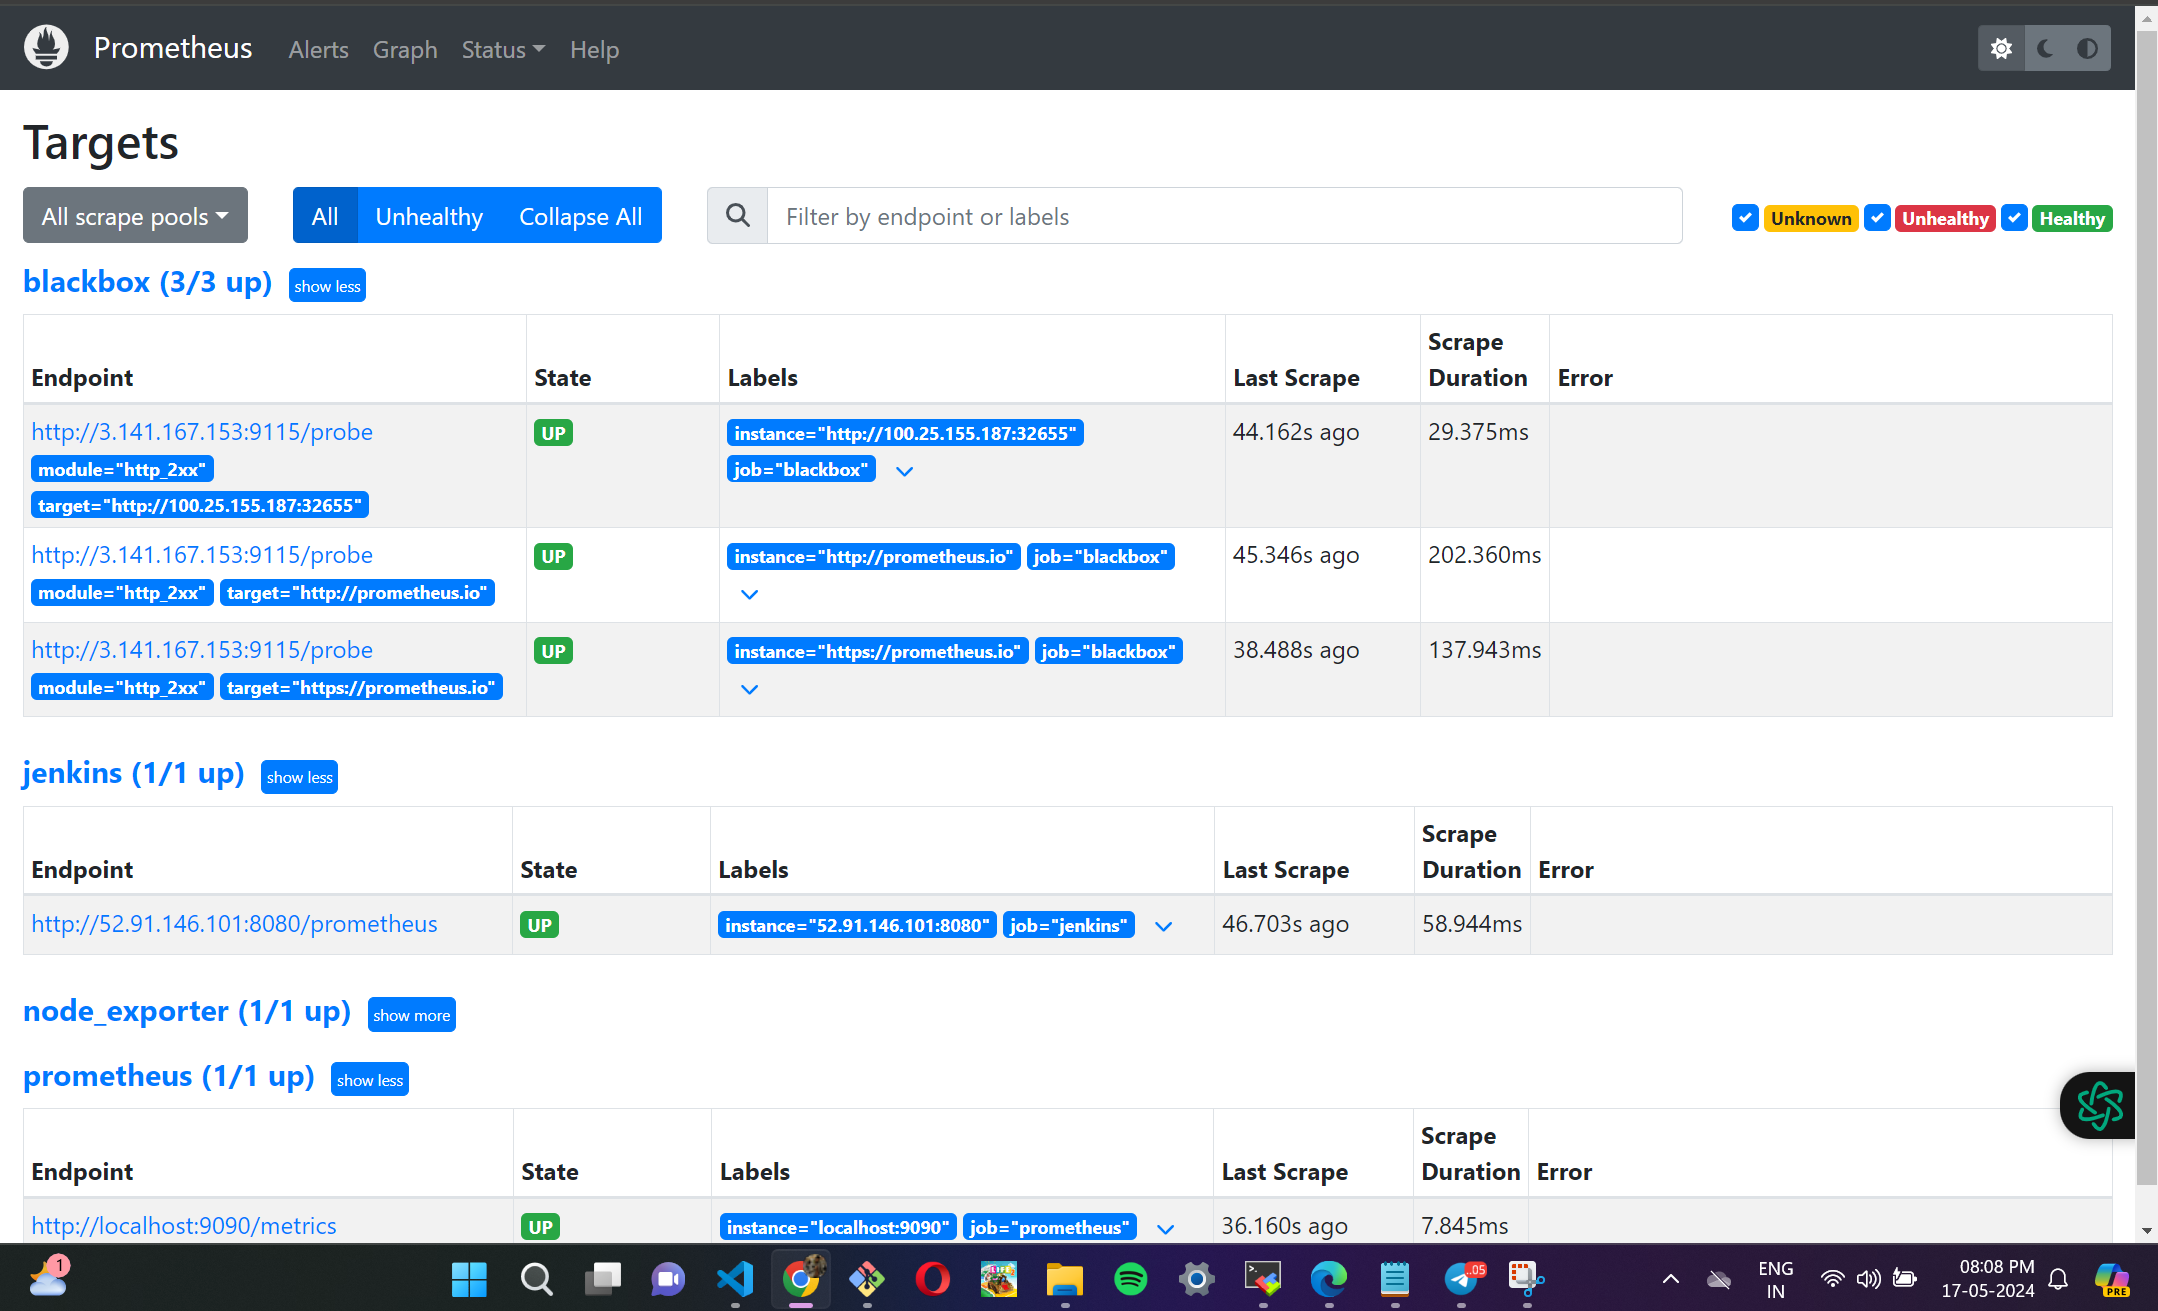 Prometheus Alerts Graph Status Help
Targets
All scrape pools All Unhealthy Collapse All Filter by endpoint or labels Unknown Unhealthy Healthy
blackbox (3/3 up) show less
Endpoint State Labels Last Scrape Scrape Duration Error
http://3.141.167.153:9115/probe UP instance="http://100.25.155.187:32655" 44.162s ago 29.375ms
module="http_2xx" job="blackbox"
target="http://100.25.155.187:32655"
http://3.141.167.153:9115/probe UP instance="http://prometheus.io" job="blackbox" 45.346s ago 202.360ms
module="http_2xx" target="http://prometheus.io"
http://3.141.167.153:9115/probe UP instance="https://prometheus.io" job="blackbox" 38.488s ago 137.943ms
module="http_2xx" target="https://prometheus.io"
jenkins (1/1 up) show less
Endpoint State Labels Last Scrape Scrape Duration Error
http://52.91.146.101:8080/prometheus UP instance="52.91.146.101:8080" job="jenkins" 46.703s ago 58.944ms
node_exporter (1/1 up) show more
prometheus (1/1 up) show less
Endpoint State Labels Last Scrape Scrape Duration Error
http://localhost:9090/metrics UP instance="localhost:9090" job="prometheus" 36.160s ago 7.845ms
1 ..05 ENG 08:08 PM
IN 17-05-2024 PRE